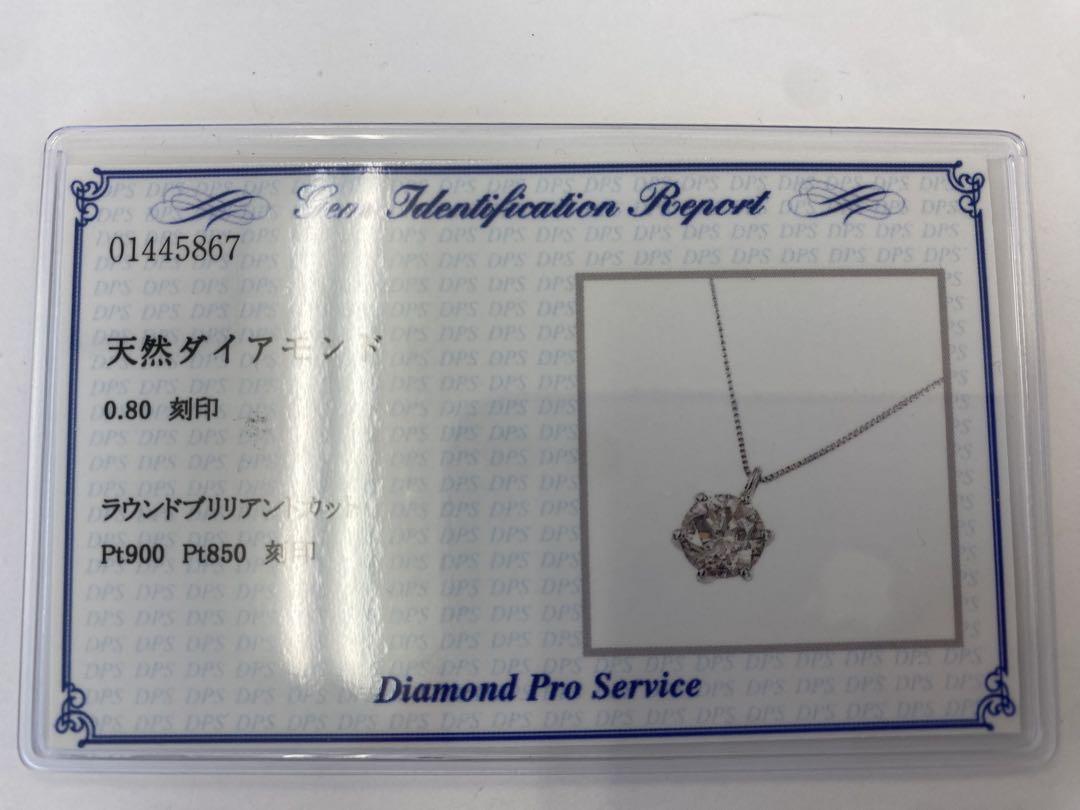 Gem Identification Report
01445867
天然ダイアモンド
0.80 刻印
ラウンドブリリアントカット
Pt900 Pt850 刻印
Diamond Pro Service